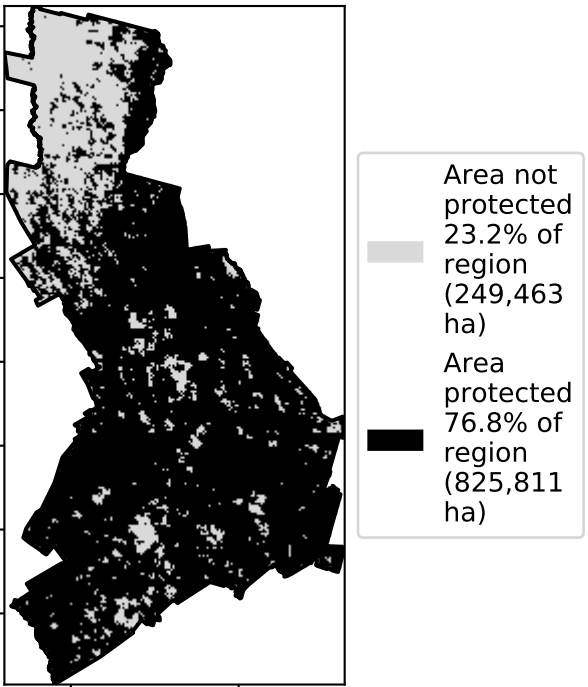 Area not
protected
23.2% of
region
(249,463
ha)
Area
protected
76.8% of
region
(825,811
ha)